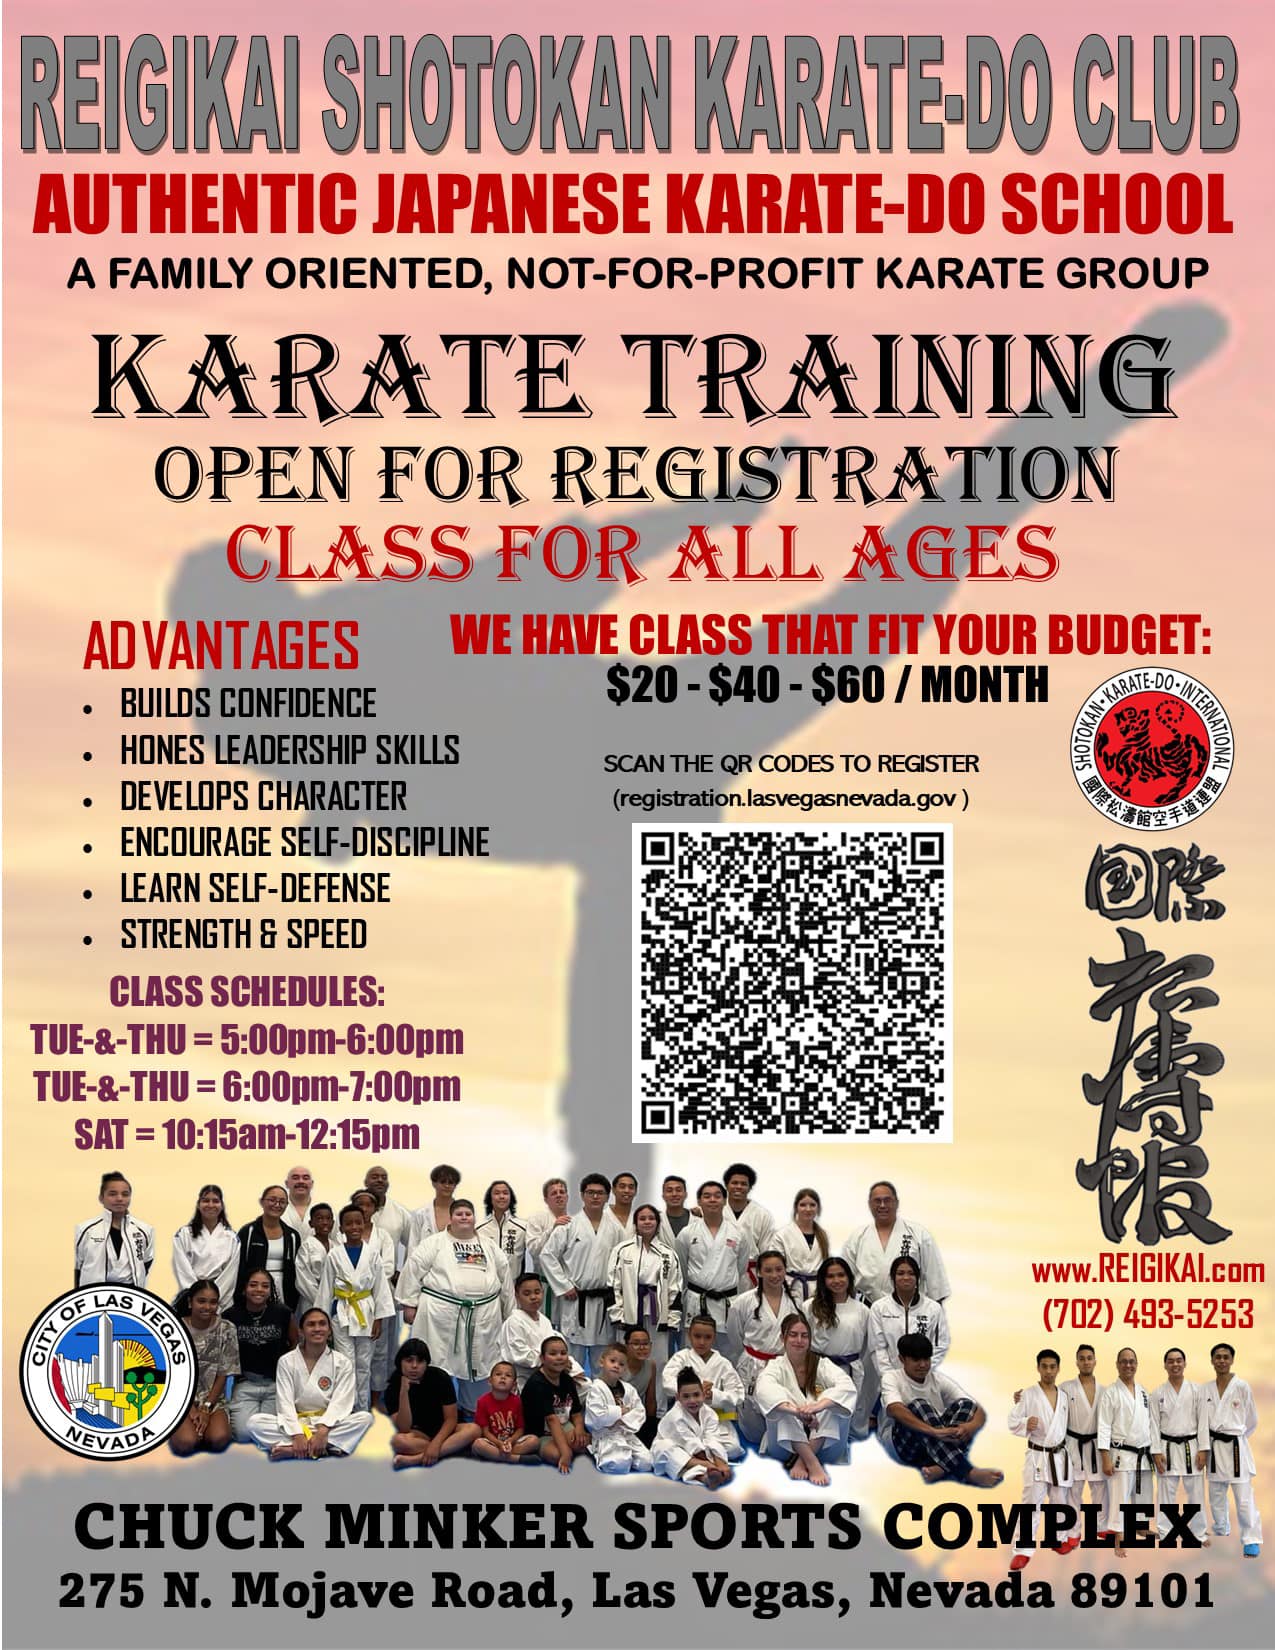 REIGIKAI SHOTOKAN KARATE-DO CLUB
AUTHENTIC JAPANESE KARATE-DO SCHOOL
A FAMILY ORIENTED, NOT-FOR-PROFIT KARATE GROUP
KARATE TRAINING
OPEN FOR REGISTRATION
CLASS FOR ALL AGES
ADVANTAGES
• BUILDS CONFIDENCE
• HONES LEADERSHIP SKILLS
• DEVELOPS CHARACTER
• ENCOURAGE SELF-DISCIPLINE
• LEARN SELF-DEFENSE
• STRENGTH & SPEED
CLASS SCHEDULES:
TUE-&-THU = 5:00pm-6:00pm
TUE-&-THU = 6:00pm-7:00pm
SAT = 10:15am-12:15pm
WE HAVE CLASS THAT FIT YOUR BUDGET:
$20 - $40 - $60 / MONTH
SCAN THE QR CODES TO REGISTER
(registration.lasvegasnevada.gov )
SHOTOKAN • KARATE-DO • INTERNATIONAL
國際松濤館空手道連盟
国際
www.REIGIKAI.com
(702) 493-5253
CITY OF LAS VEGAS
NEVADA
CHUCK MINKER SPORTS COMPLEX
275 N. Mojave Road, Las Vegas, Nevada 89101